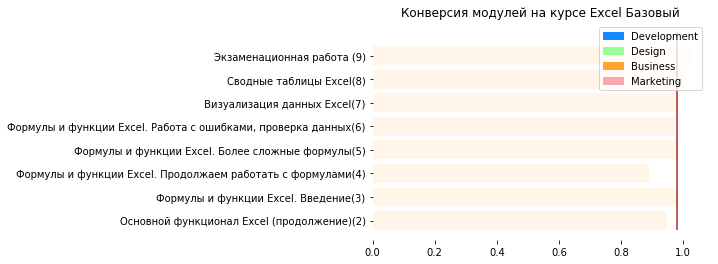 Конверсия модулей на курсе Excel Базовый
Development
Design
Business
Marketing
Экзаменационная работа (9)
Сводные таблицы Excel(8)
Визуализация данных Excel(7)
Формулы и функции Excel. Работа с ошибками, проверка данных(6)
Формулы и функции Excel. Более сложные формулы(5)
Формулы и функции Excel. Продолжаем работать с формулами(4)
Формулы и функции Excel. Введение(3)
Основной функционал Excel (продолжение)(2)
0.0 0.2 0.4 0.6 0.8 1.0